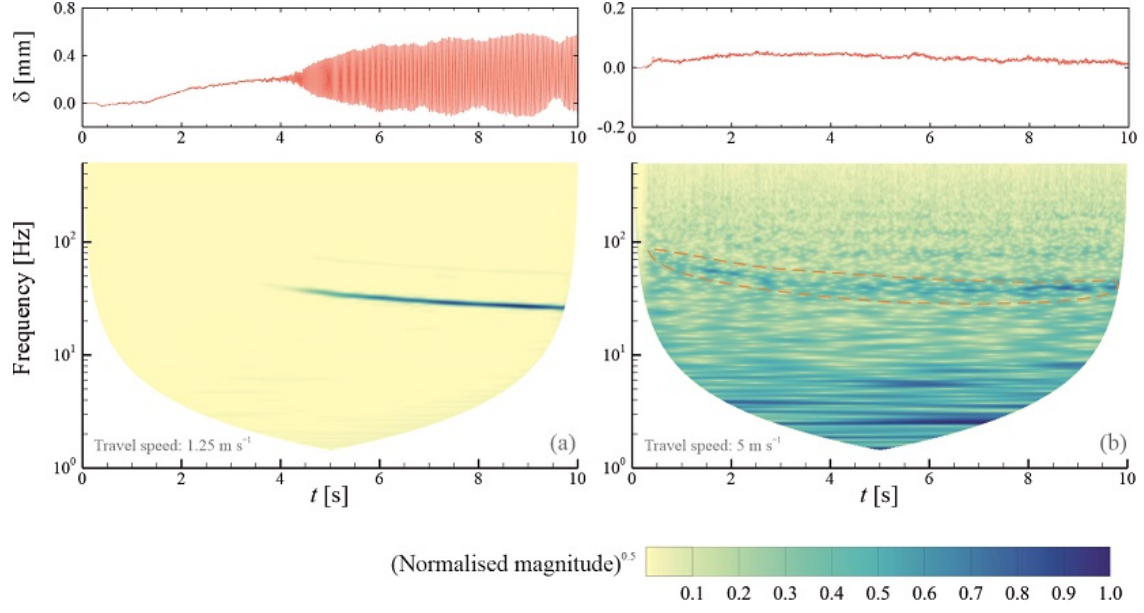 0.8
0.4
0.0
δ [mm]
0 2 4 6 8 10
0.2
0.0
-0.2
0 2 4 6 8 10
10²
10¹
10⁰
Frequency [Hz]
Travel speed: 1.25 m s⁻¹
(a)
0 2 4 6 8 10
t [s]
10²
10¹
10⁰
Travel speed: 5 m s⁻¹
(b)
0 2 4 6 8 10
t [s]
(Normalised magnitude)⁰·⁵
0.1 0.2 0.3 0.4 0.5 0.6 0.7 0.8 0.9 1.0